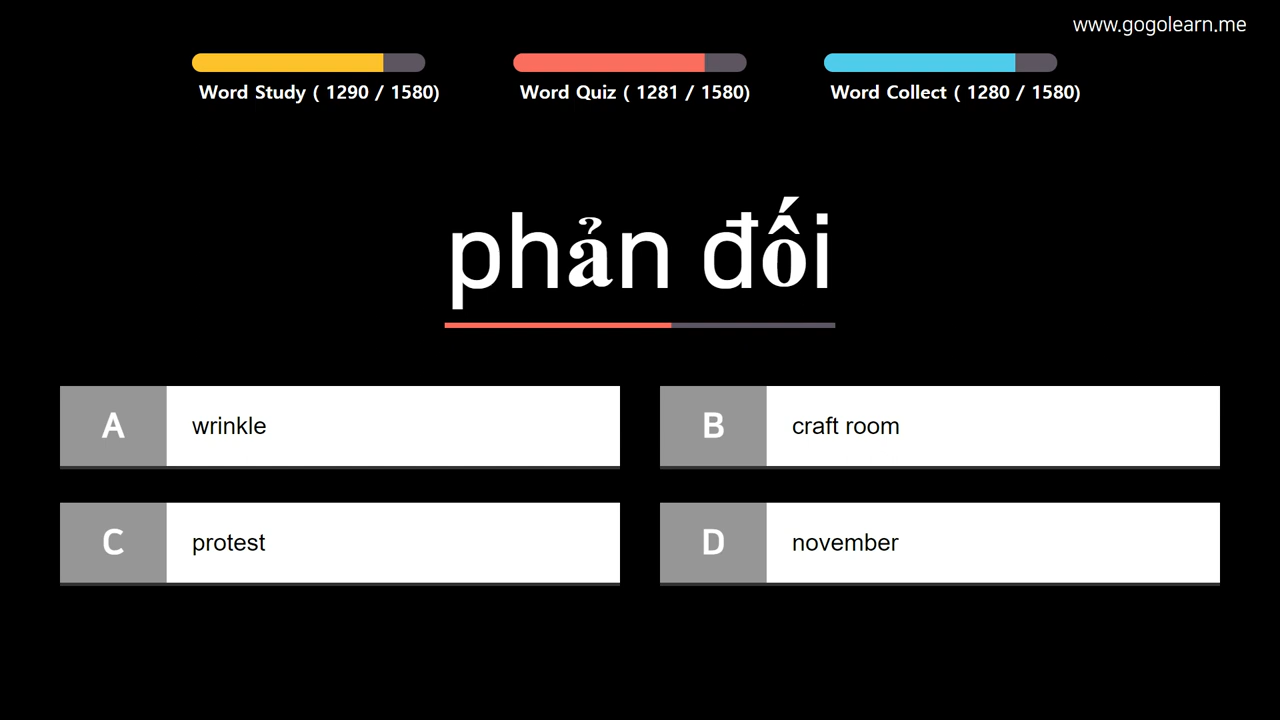 www.gogolearn.me
Word Study ( 1290 / 1580)
Word Quiz ( 1281 / 1580)
Word Collect ( 1280 / 1580)
phản đối
A wrinkle
B craft room
C protest
D november